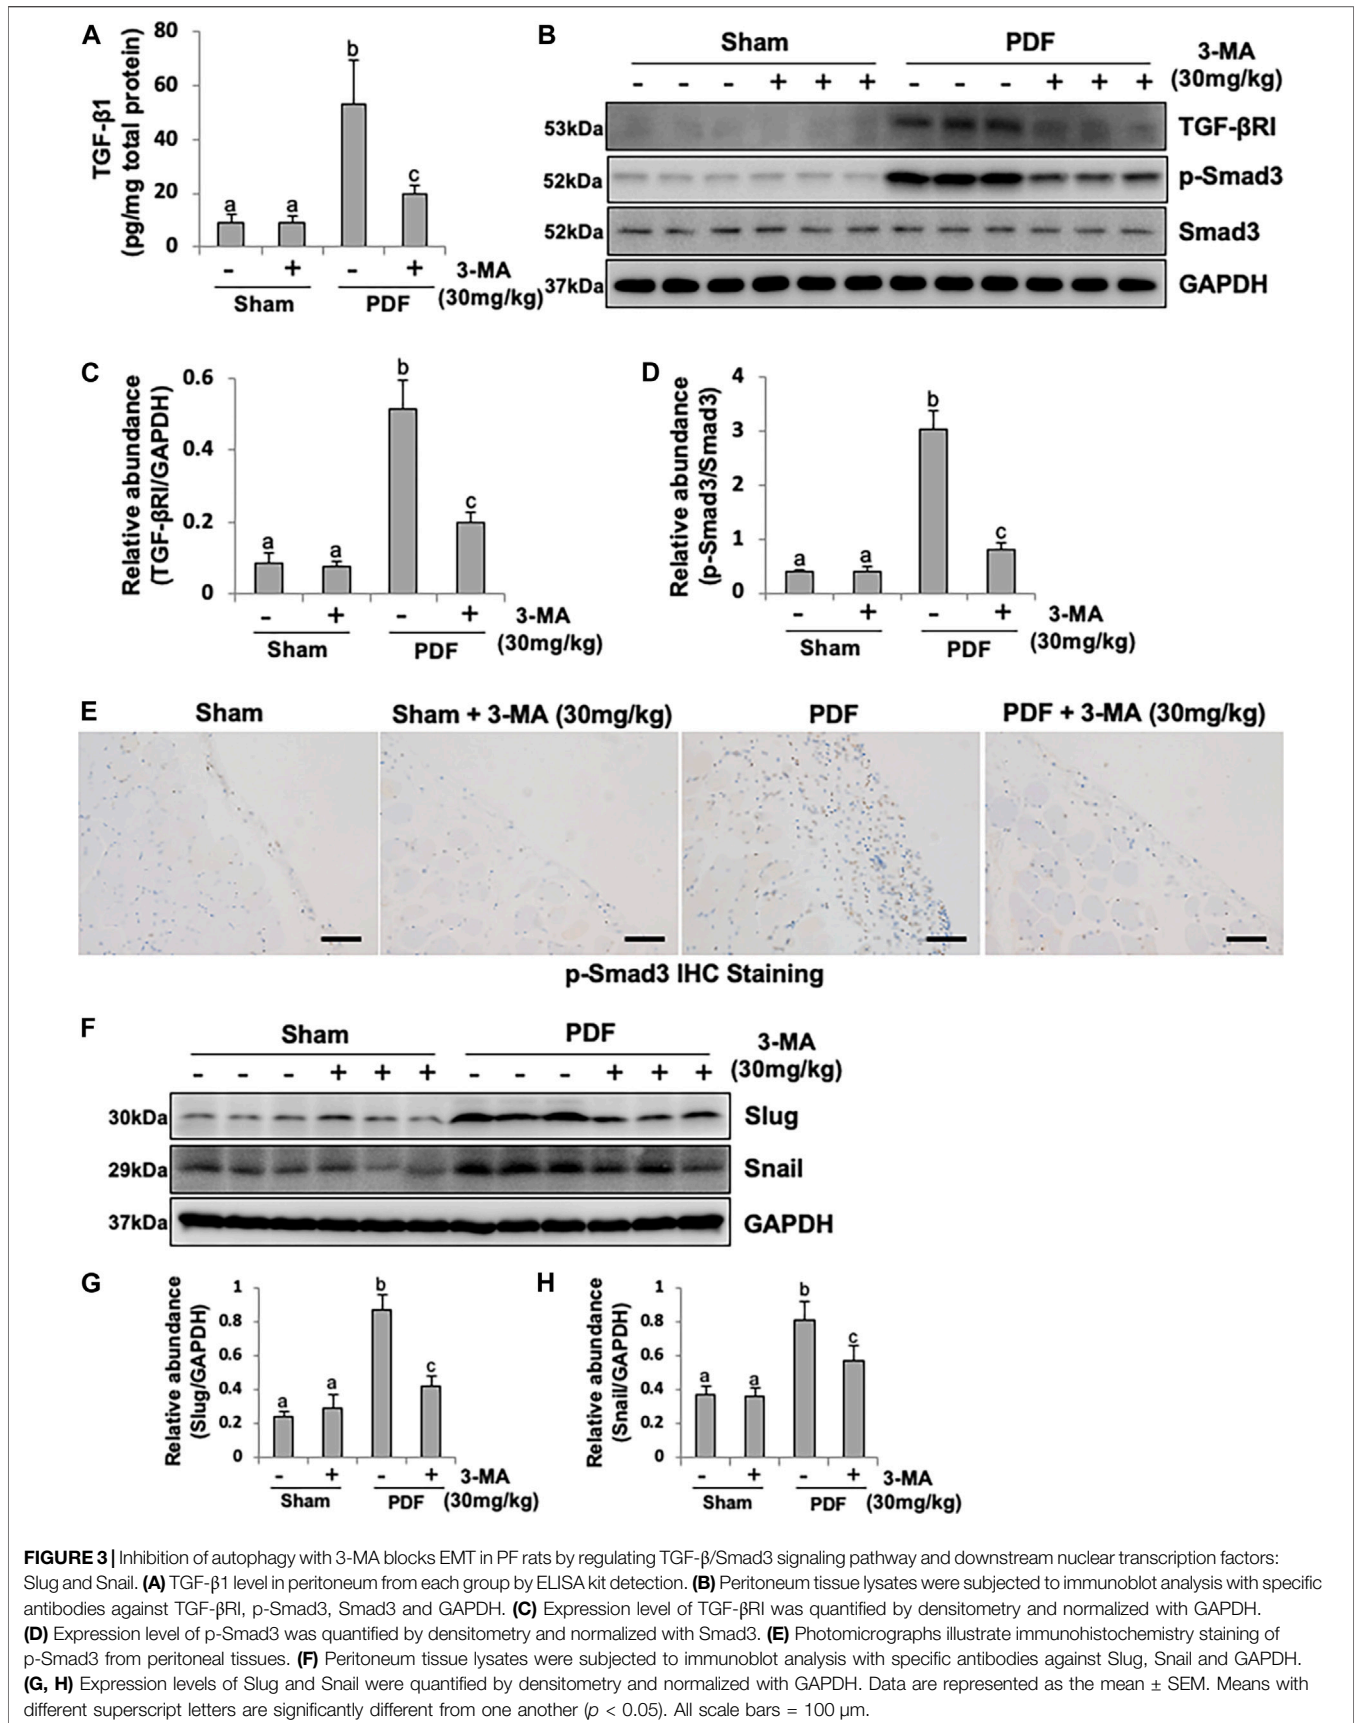 A
TGF-β1
(pg/mg total protein)
80
60
40
20
0
a
a
b
c
- + - + 3-MA
Sham PDF (30mg/kg)
B
Sham PDF 3-MA
- - - + + + - - - + + + (30mg/kg)
53kDa TGF-βRI
52kDa p-Smad3
52kDa Smad3
37kDa GAPDH
C
Relative abundance
(TGF-βRI/GAPDH)
0.6
0.4
0.2
0
a
a
b
c
- + - + 3-MA
Sham PDF (30mg/kg)
D
Relative abundance
(p-Smad3/Smad3)
4
3
2
1
0
a
a
b
c
- + - + 3-MA
Sham PDF (30mg/kg)
E
Sham Sham + 3-MA (30mg/kg) PDF PDF + 3-MA (30mg/kg)
p-Smad3 IHC Staining
F
Sham PDF 3-MA
- - - + + + - - - + + + (30mg/kg)
30kDa Slug
29kDa Snail
37kDa GAPDH
G
Relative abundance
(Slug/GAPDH)
1
0.8
0.6
0.4
0.2
0
a
a
b
c
- + - + 3-MA
Sham PDF (30mg/kg)
H
Relative abundance
(Snail/GAPDH)
1
0.8
0.6
0.4
0.2
0
a
a
b
c
- + - + 3-MA
Sham PDF (30mg/kg)
FIGURE 3 | Inhibition of autophagy with 3-MA blocks EMT in PF rats by regulating TGF-β/Smad3 signaling pathway and downstream nuclear transcription factors:
Slug and Snail. (A) TGF-β1 level in peritoneum from each group by ELISA kit detection. (B) Peritoneum tissue lysates were subjected to immunoblot analysis with specific
antibodies against TGF-βRI, p-Smad3, Smad3 and GAPDH. (C) Expression level of TGF-βRI was quantified by densitometry and normalized with GAPDH.
(D) Expression level of p-Smad3 was quantified by densitometry and normalized with Smad3. (E) Photomicrographs illustrate immunohistochemistry staining of
p-Smad3 from peritoneal tissues. (F) Peritoneum tissue lysates were subjected to immunoblot analysis with specific antibodies against Slug, Snail and GAPDH.
(G, H) Expression levels of Slug and Snail were quantified by densitometry and normalized with GAPDH. Data are represented as the mean ± SEM. Means with
different superscript letters are significantly different from one another (p < 0.05). All scale bars = 100 μm.